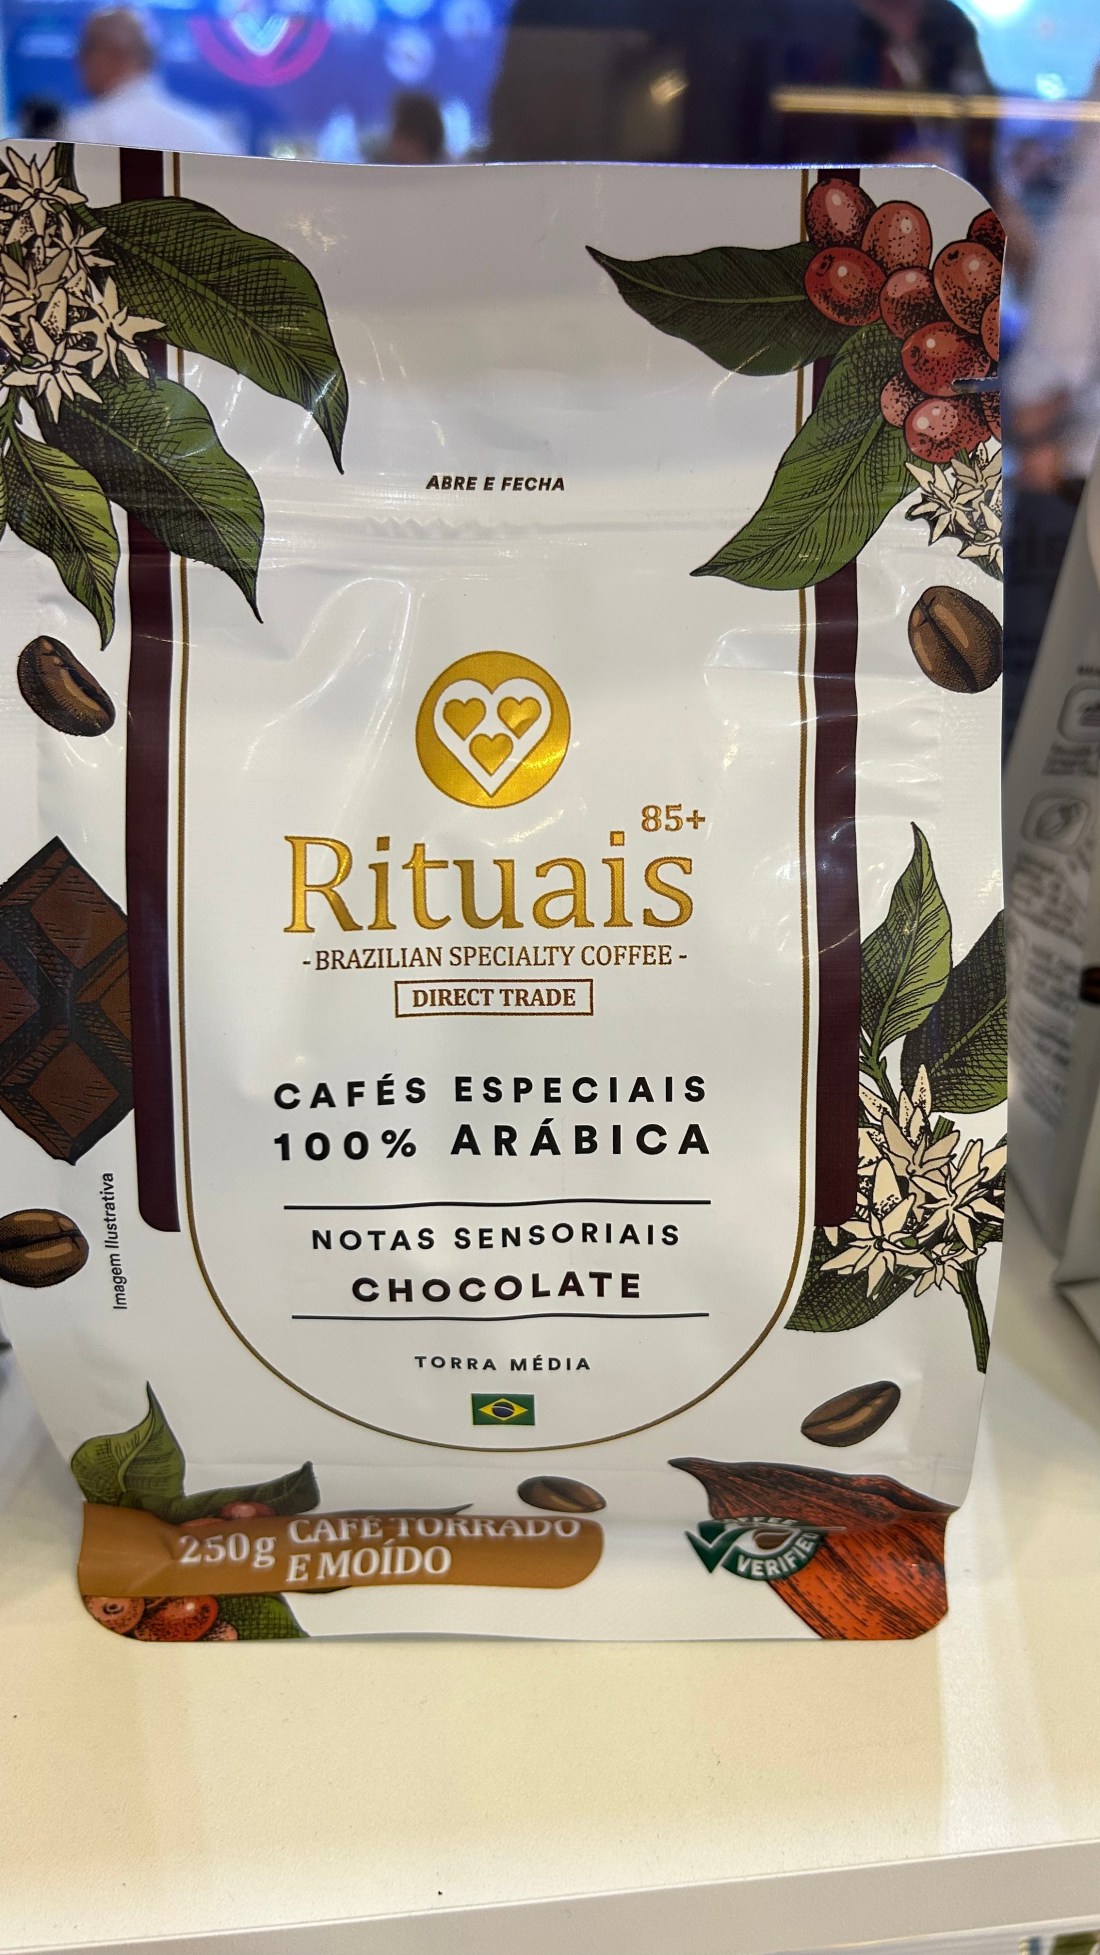 ABRE E FECHA
85+
Rituais
-BRAZILIAN SPECIALTY COFFEE-
DIRECT TRADE
CAFÉS ESPECIAIS
100% ARÁBICA
NOTAS SENSORIAIS
CHOCOLATE
TORRA MÉDIA
Imagem Ilustrativa
250g CAFÉ TORRADO
E MOÍDO
VERIFIED